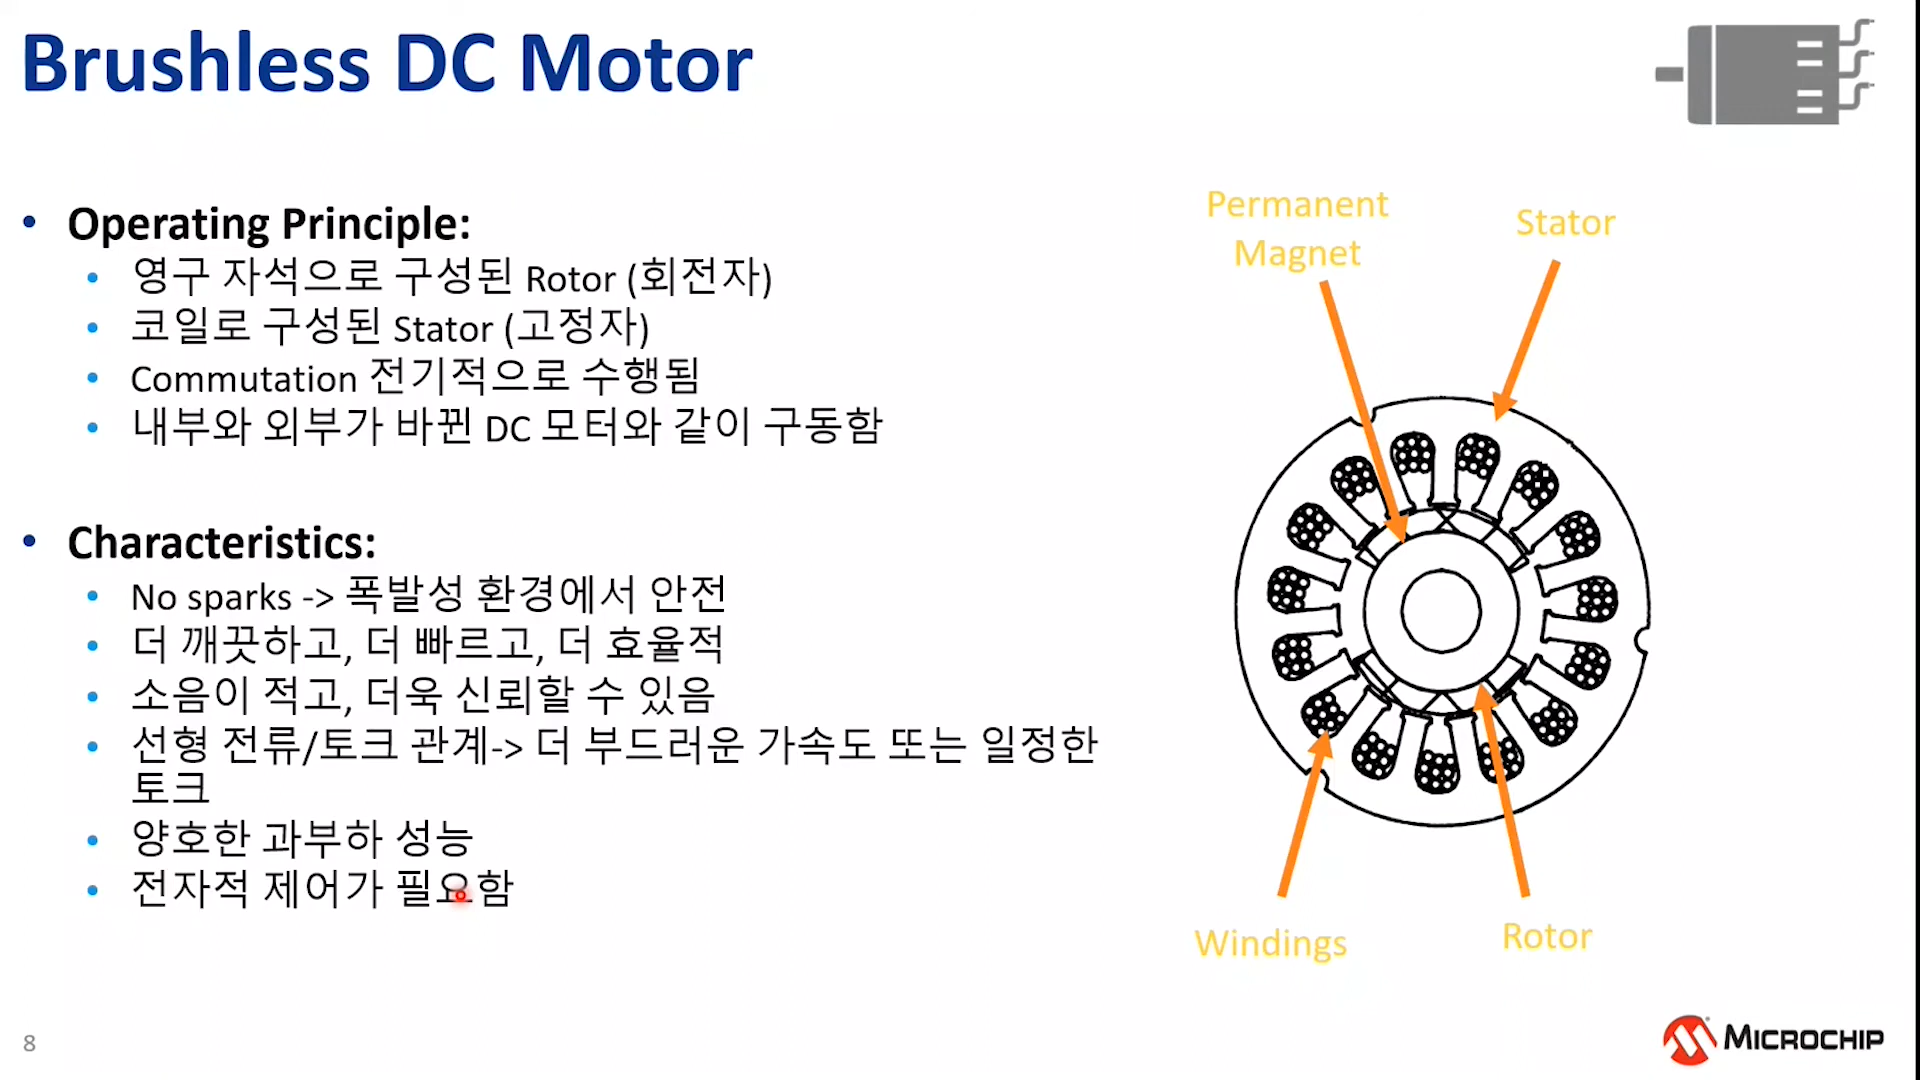 Brushless DC Motor
Operating Principle:
영구 자석으로 구성된 Rotor (회전자)
코일로 구성된 Stator (고정자)
Commutation 전기적으로 수행됨
내부와 외부가 바뀐 DC 모터와 같이 구동함
Characteristics:
No sparks -> 폭발성 환경에서 안전
더 깨끗하고, 더 빠르고, 더 효율적
소음이 적고, 더욱 신뢰할 수 있음
선형 전류/토크 관계-> 더 부드러운 가속도 또는 일정한
토크
양호한 과부하 성능
전자적 제어가 필요함
Permanent
Magnet
Stator
Windings
Rotor
8
MICROCHIP